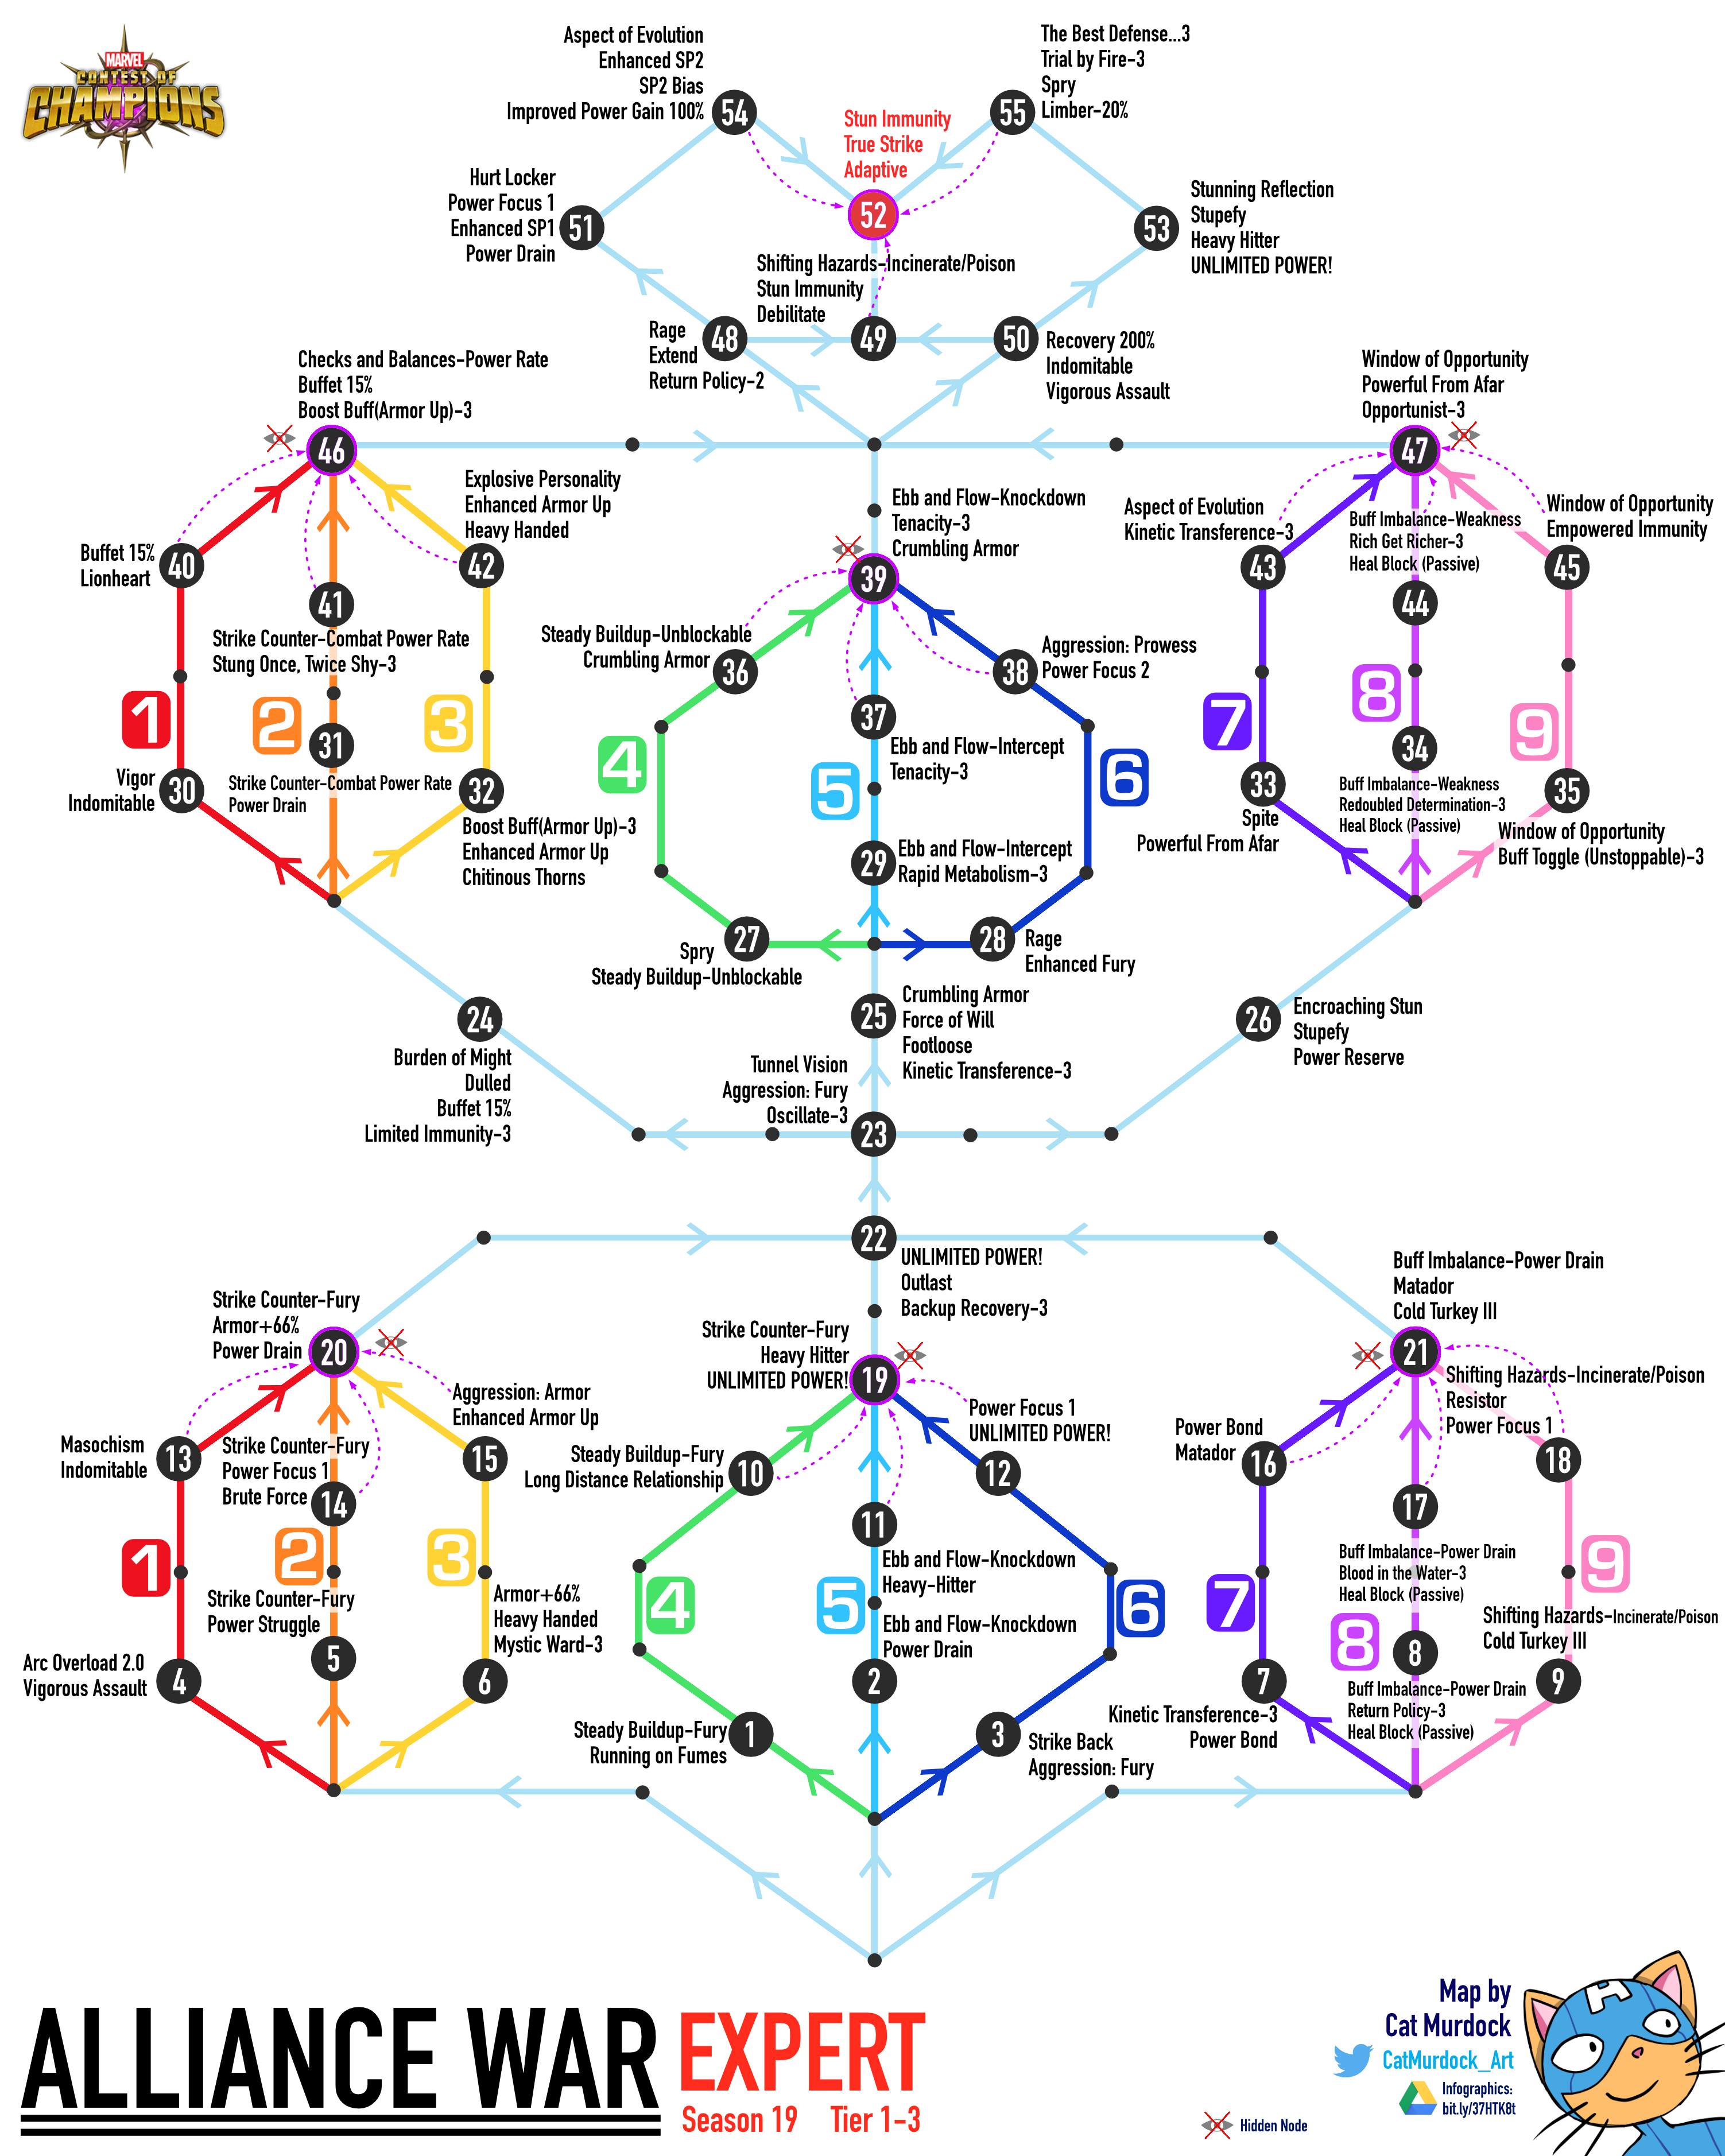 MARVEL
CONTEST OF
CHAMPIONS
Aspect of Evolution
Enhanced SP2
SP2 Bias
Improved Power Gain 100%
54
The Best Defense...3
Trial by Fire-3
Spry
Limber-20%
55
Stun Immunity
True Strike
Adaptive
52
Hurt Locker
Power Focus 1
Enhanced SP1
Power Drain
51
Stunning Reflection
Stupefy
Heavy Hitter
UNLIMITED POWER!
53
Shifting Hazards-Incinerate/Poison
Stun Immunity
Debilitate
49
Rage
Extend
Return Policy-2
48
50
Recovery 200%
Indomitable
Vigorous Assault
Checks and Balances-Power Rate
Buffet 15%
Boost Buff(Armor Up)-3
46
Window of Opportunity
Powerful From Afar
Opportunist-3
47
Explosive Personality
Enhanced Armor Up
Heavy Handed
42
Buffet 15%
Lionheart
40
41
Strike Counter-Combat Power Rate
Stung Once, Twice Shy-3
Ebb and Flow-Knockdown
Tenacity-3
Crumbling Armor
39
Aspect of Evolution
Kinetic Transference-3
43
Buff Imbalance-Weakness
Rich Get Richer-3
Heal Block (Passive)
44
Window of Opportunity
Empowered Immunity
45
Steady Buildup-Unblockable
Crumbling Armor
36
Aggression: Prowess
Power Focus 2
38
37
Ebb and Flow-Intercept
Tenacity-3
1
2
3
4
5
6
7
8
9
Vigor
Indomitable
30
31
Strike Counter-Combat Power Rate
Power Drain
32
Boost Buff(Armor Up)-3
Enhanced Armor Up
Chitinous Thorns
29
Ebb and Flow-Intercept
Rapid Metabolism-3
33
Spite
Powerful From Afar
34
Buff Imbalance-Weakness
Redoubled Determination-3
Heal Block (Passive)
35
Window of Opportunity
Buff Toggle (Unstoppable)-3
27
Spry
Steady Buildup-Unblockable
28
Rage
Enhanced Fury
24
Burden of Might
Dulled
Buffet 15%
Limited Immunity-3
25
Crumbling Armor
Force of Will
Footloose
Kinetic Transference-3
26
Encroaching Stun
Stupefy
Power Reserve
Tunnel Vision
Aggression: Fury
Oscillate-3
23
22
UNLIMITED POWER!
Outlast
Backup Recovery-3
Strike Counter-Fury
Armor+66%
Power Drain
20
Strike Counter-Fury
Heavy Hitter
UNLIMITED POWER!
19
Buff Imbalance-Power Drain
Matador
Cold Turkey III
21
Masochism
Indomitable
13
Strike Counter-Fury
Power Focus 1
Brute Force
14
Aggression: Armor
Enhanced Armor Up
15
Steady Buildup-Fury
Long Distance Relationship
10
11
Ebb and Flow-Knockdown
Heavy-Hitter
Power Focus 1
UNLIMITED POWER!
12
Power Bond
Matador
16
17
Buff Imbalance-Power Drain
Blood in the Water-3
Heal Block (Passive)
Shifting Hazards-Incinerate/Poison
Resistor
Power Focus 1
18
1
2
3
4
5
6
7
8
9
Arc Overload 2.0
Vigorous Assault
4
Strike Counter-Fury
Power Struggle
5
Armor+66%
Heavy Handed
Mystic Ward-3
6
Steady Buildup-Fury
Running on Fumes
1
Ebb and Flow-Knockdown
Power Drain
2
3
Strike Back
Aggression: Fury
7
Kinetic Transference-3
Power Bond
8
Buff Imbalance-Power Drain
Return Policy-3
Heal Block (Passive)
Shifting Hazards-Incinerate/Poison
Cold Turkey III
9
ALLIANCE WAR EXPERT
Season 19 Tier 1-3
Map by
Cat Murdock
CatMurdock_Art
Infographics:
bit.ly/37HTK8t
Hidden Node
A